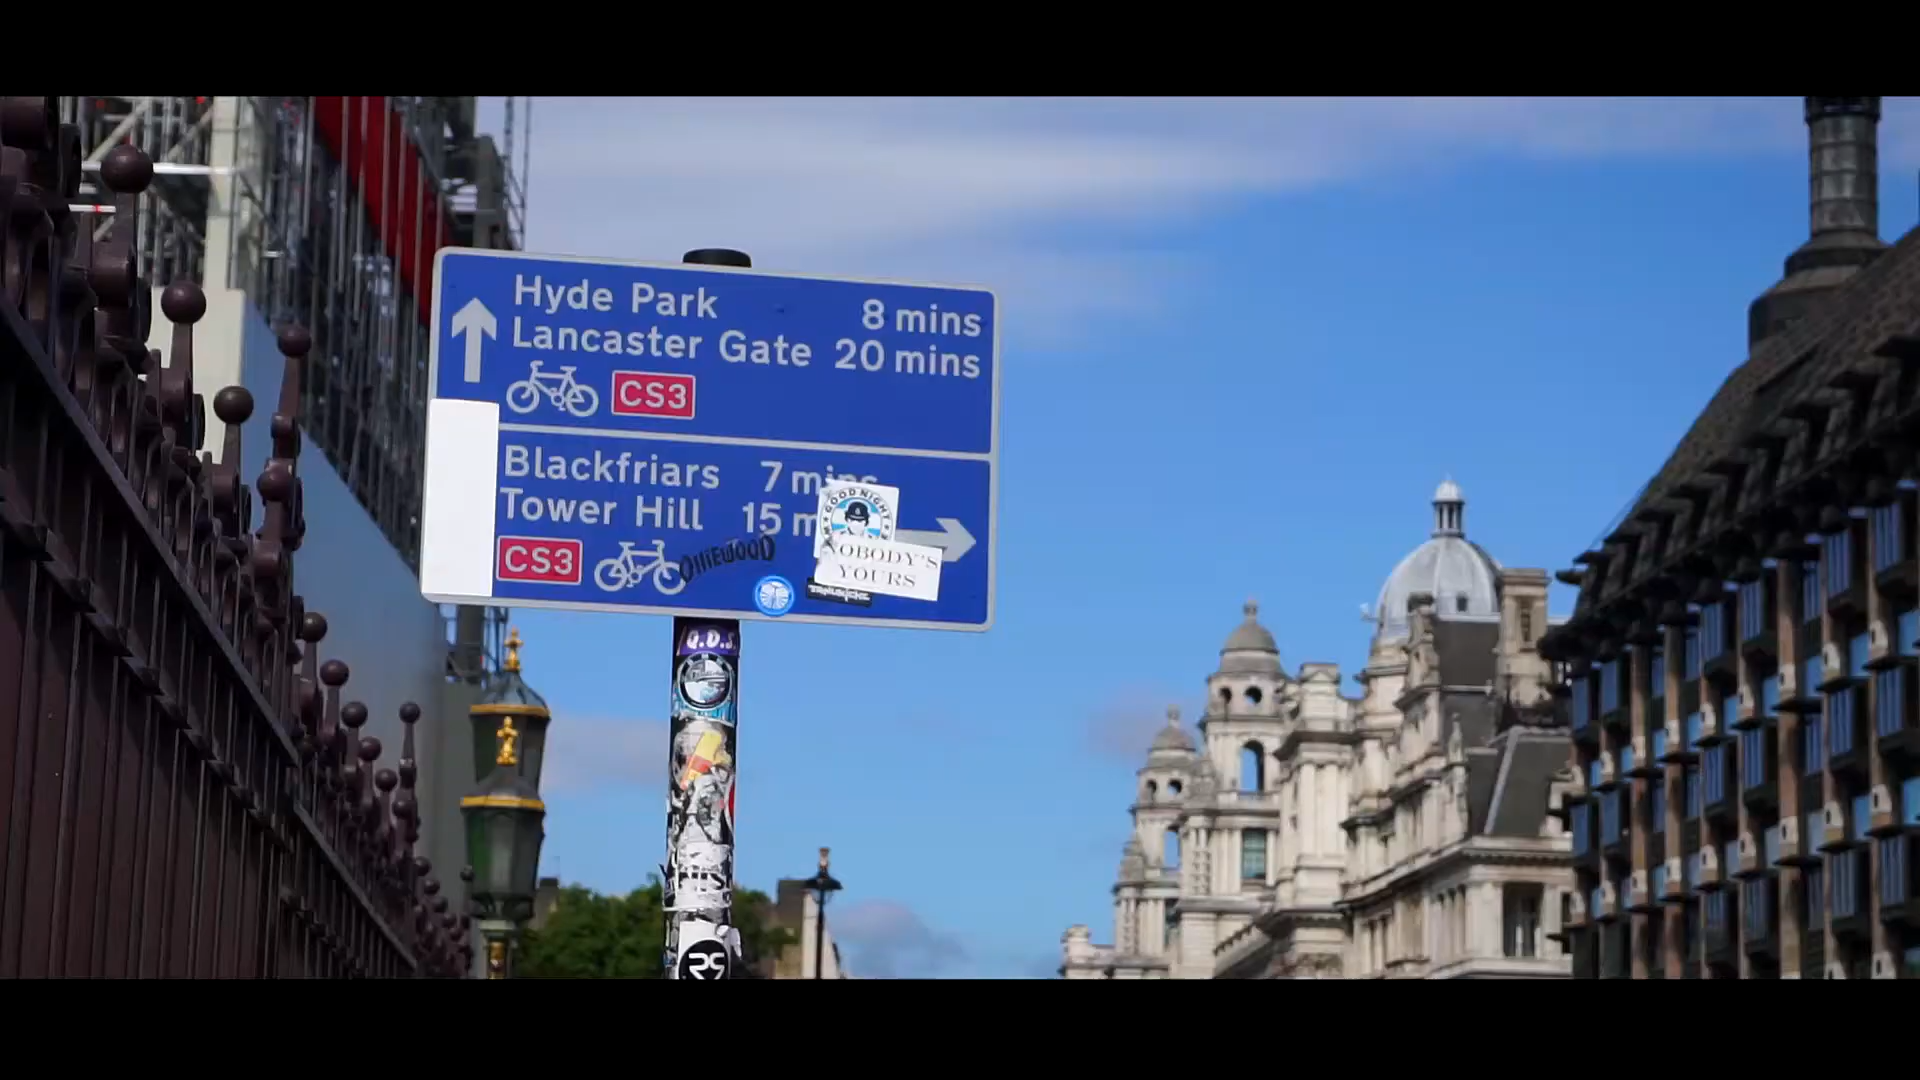 Hyde Park 8 mins
Lancaster Gate 20 mins
CS3
Blackfriars 7 mins
Tower Hill 15 m
CS3
OllIEWOOD
GOOD NIGHT
NOBODY'S
YOURS
Q.D.S